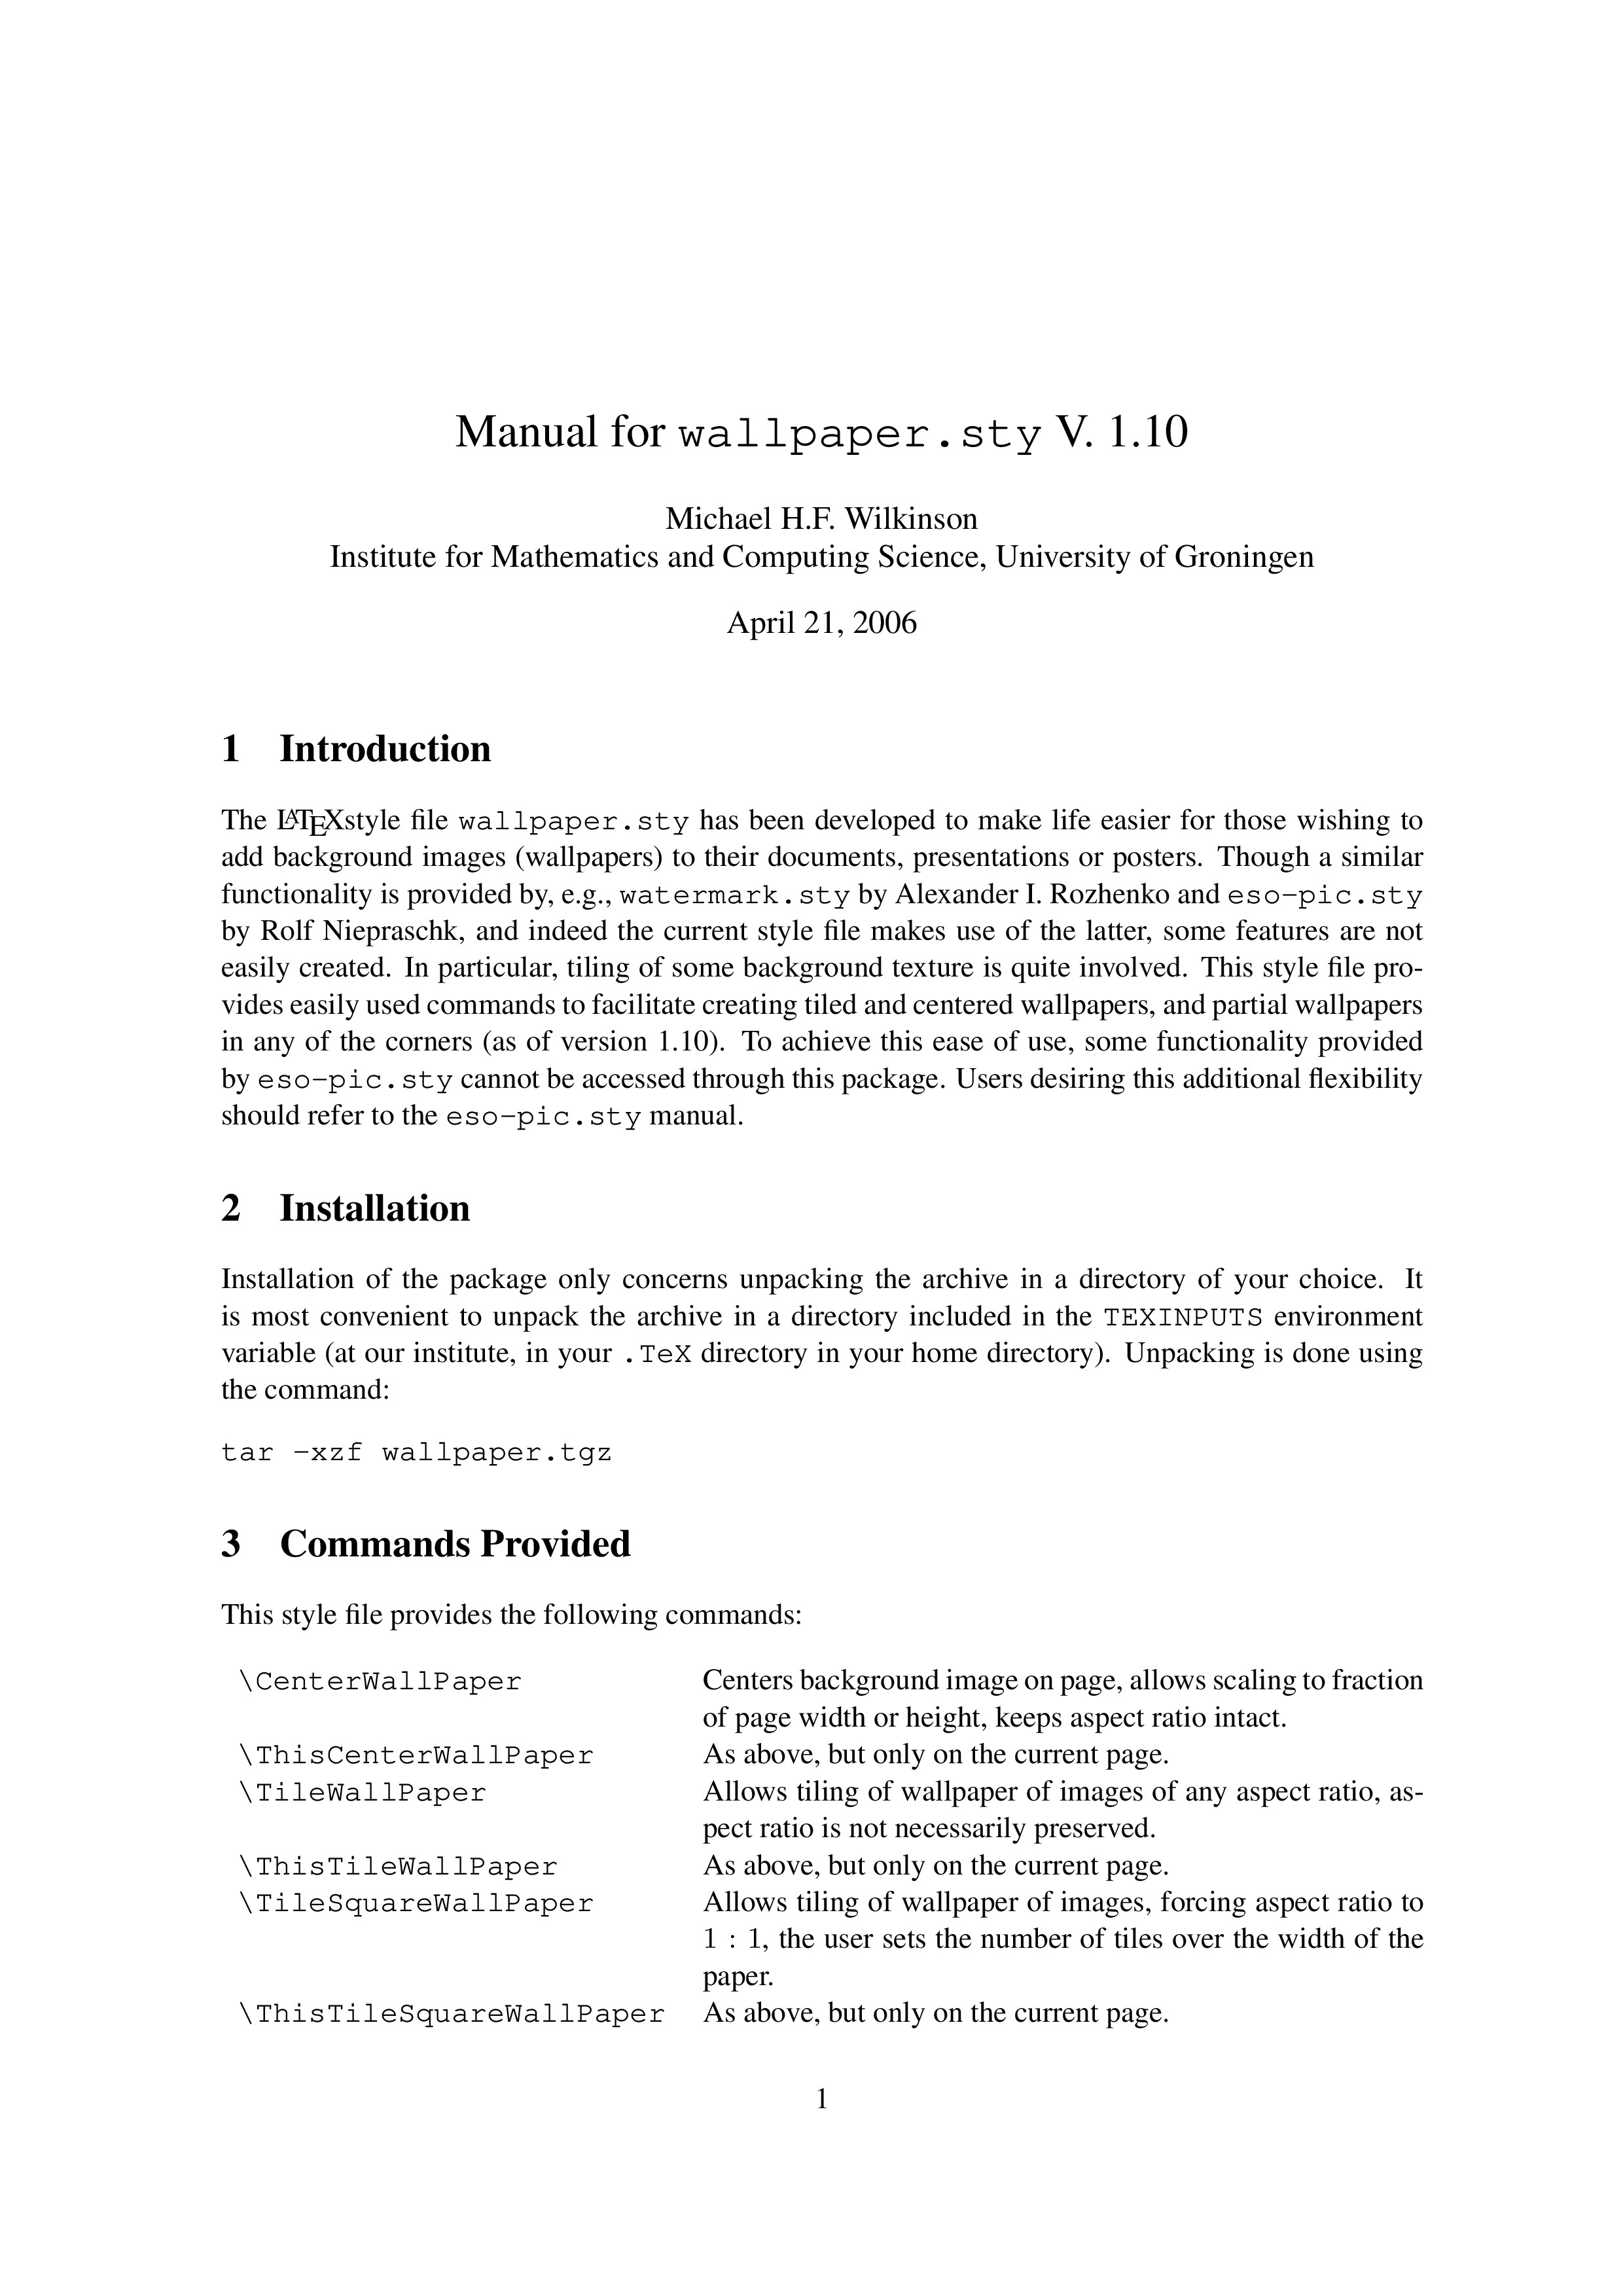 Manual for wallpaper.sty V. 1.10
Michael H.F. Wilkinson
Institute for Mathematics and Computing Science, University of Groningen
April 21, 2006
1 Introduction
The LATEXstyle file wallpaper.sty has been developed to make life easier for those wishing to
add background images (wallpapers) to their documents, presentations or posters. Though a similar
functionality is provided by, e.g., watermark.sty by Alexander I. Rozhenko and eso-pic.sty
by Rolf Niepraschk, and indeed the current style file makes use of the latter, some features are not
easily created. In particular, tiling of some background texture is quite involved. This style file pro-
vides easily used commands to facilitate creating tiled and centered wallpapers, and partial wallpapers
in any of the corners (as of version 1.10). To achieve this ease of use, some functionality provided
by eso-pic.sty cannot be accessed through this package. Users desiring this additional flexibility
should refer to the eso-pic.sty manual.
2 Installation
Installation of the package only concerns unpacking the archive in a directory of your choice. It
is most convenient to unpack the archive in a directory included in the TEXINPUTS environment
variable (at our institute, in your .TeX directory in your home directory). Unpacking is done using
the command:
tar -xzf wallpaper.tgz
3 Commands Provided
This style file provides the following commands:
\CenterWallPaper Centers background image on page, allows scaling to fraction
of page width or height, keeps aspect ratio intact.
\ThisCenterWallPaper As above, but only on the current page.
\TileWallPaper Allows tiling of wallpaper of images of any aspect ratio, as-
pect ratio is not necessarily preserved.
\ThisTileWallPaper As above, but only on the current page.
\TileSquareWallPaper Allows tiling of wallpaper of images, forcing aspect ratio to
1 : 1, the user sets the number of tiles over the width of the
paper.
\ThisTileSquareWallPaper As above, but only on the current page.
1